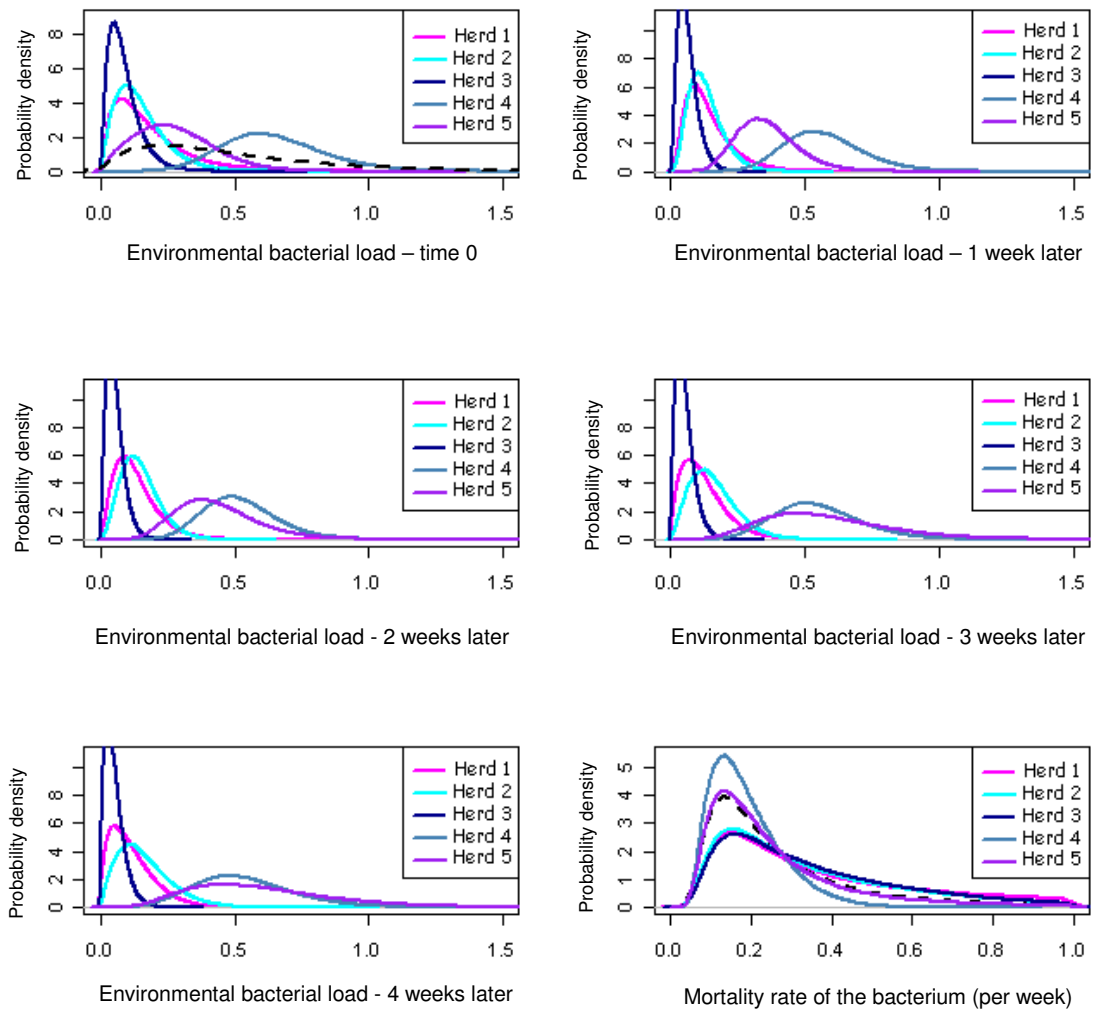 Probability density
8
6
4
2
0
Herd 1
Herd 2
Herd 3
Herd 4
Herd 5
0.0 0.5 1.0 1.5
Environmental bacterial load – time 0
Probability density
8
6
4
2
0
Herd 1
Herd 2
Herd 3
Herd 4
Herd 5
0.0 0.5 1.0 1.5
Environmental bacterial load – 1 week later
Probability density
8
6
4
2
0
Herd 1
Herd 2
Herd 3
Herd 4
Herd 5
0.0 0.5 1.0 1.5
Environmental bacterial load - 2 weeks later
Probability density
8
6
4
2
0
Herd 1
Herd 2
Herd 3
Herd 4
Herd 5
0.0 0.5 1.0 1.5
Environmental bacterial load - 3 weeks later
Probability density
8
6
4
2
0
Herd 1
Herd 2
Herd 3
Herd 4
Herd 5
0.0 0.5 1.0 1.5
Environmental bacterial load - 4 weeks later
Probability density
5
4
3
2
1
0
Herd 1
Herd 2
Herd 3
Herd 4
Herd 5
0.0 0.2 0.4 0.6 0.8 1.0
Mortality rate of the bacterium (per week)